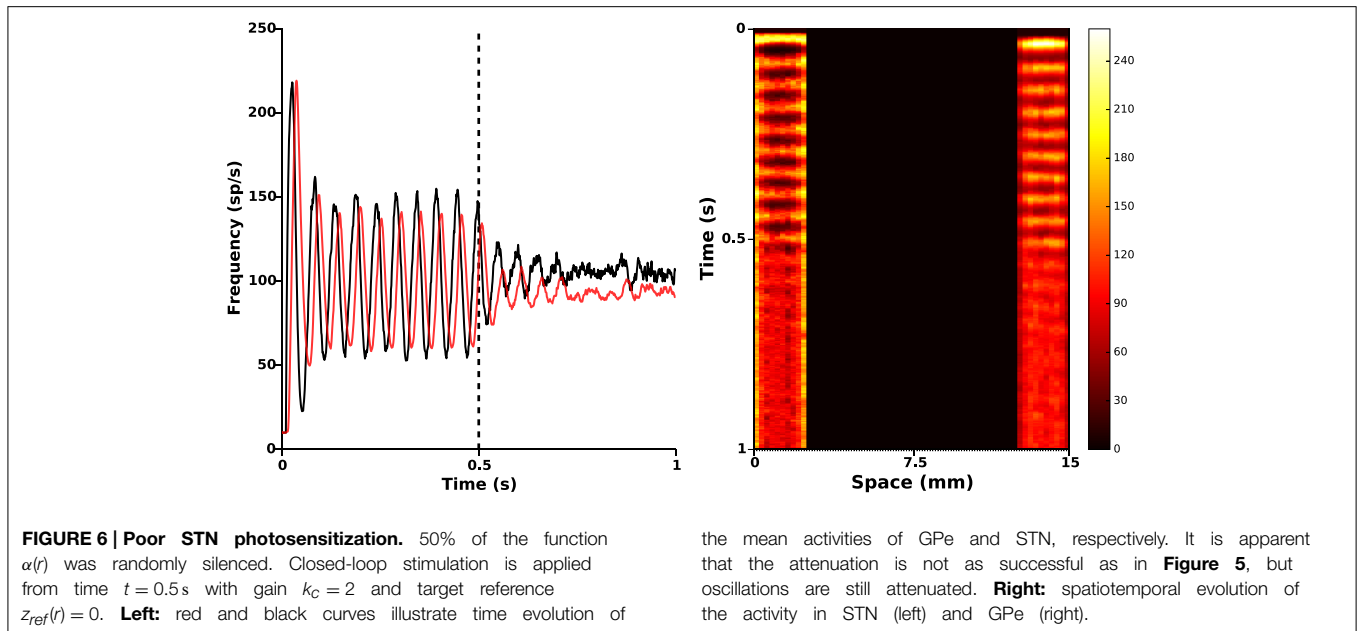 250
200
150
100
50
0
Frequency (sp/s)
0
0.5
1
Time (s)
0
0.5
1
Time (s)
0
7.5
15
Space (mm)
240
210
180
150
120
90
60
30
0
FIGURE 6 | Poor STN photosensitization. 50% of the function
α(r) was randomly silenced. Closed-loop stimulation is applied
from time t = 0.5 s with gain kc = 2 and target reference
zref(r) = 0. Left: red and black curves illustrate time evolution of
the mean activities of GPe and STN, respectively. It is apparent
that the attenuation is not as successful as in Figure 5, but
oscillations are still attenuated. Right: spatiotemporal evolution of
the activity in STN (left) and GPe (right).